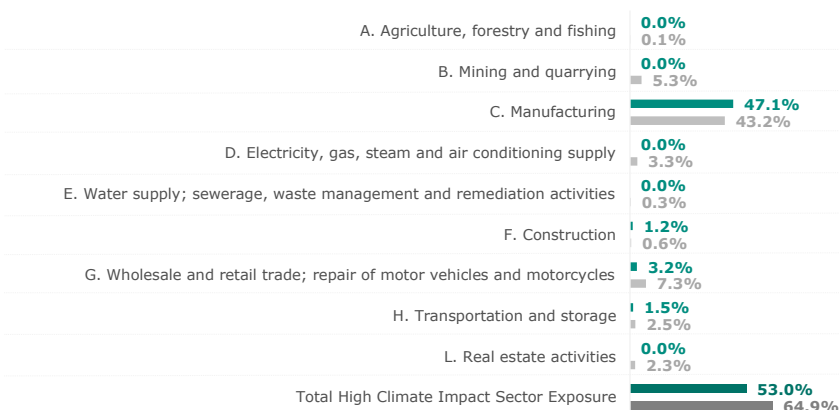 A. Agriculture, forestry and fishing
0.0%
0.1%
B. Mining and quarrying
0.0%
5.3%
C. Manufacturing
47.1%
43.2%
D. Electricity, gas, steam and air conditioning supply
0.0%
3.3%
E. Water supply; sewerage, waste management and remediation activities
0.0%
0.3%
F. Construction
1.2%
0.6%
G. Wholesale and retail trade; repair of motor vehicles and motorcycles
3.2%
7.3%
H. Transportation and storage
1.5%
2.5%
L. Real estate activities
0.0%
2.3%
Total High Climate Impact Sector Exposure
53.0%
64.9%